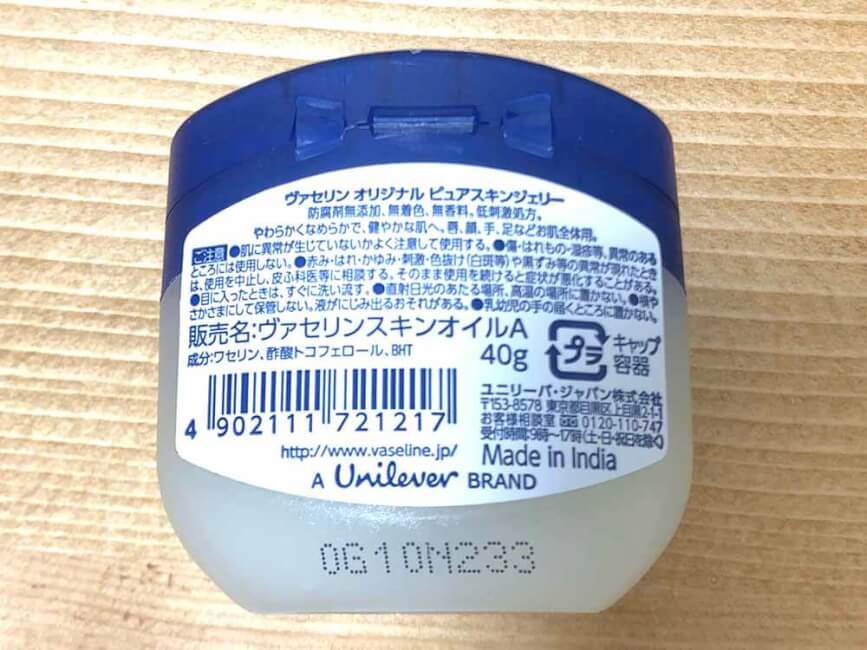 ヴァセリン オリジナル ピュアスキンジェリー
防腐剤無添加、無着色、無香料。低刺激処方。
やわらかくなめらかで、健やかな肌へ。唇、顔、手、足などお肌全体用。
ご注意 ●肌に異常が生じていないかよく注意して使用する。●傷・はれもの・湿疹等、異常のある
ところには使用しない。●赤み・はれ・かゆみ・刺激・色抜け(白斑等)や黒ずみ等の異常が現れたとき
は、使用を中止し、皮ふ科医等に相談する。そのまま使用を続けると症状が悪化することがある。
●目に入ったときは、すぐに洗い流す。●直射日光のあたる場所、高温の場所に置かない。●横や
さかさまにして保管しない。液がにじみ出るおそれがある。●乳幼児の手の届くところに置かない。
販売名:ヴァセリンスキンオイルA
成分:ワセリン、酢酸トコフェロール、BHT
40g
プラ
キャップ
容器
ユニリーバ・ジャパン株式会社
〒153-8578 東京都目黒区上目黒2-1-1
お客様相談室 0120-110-747
受付時間:9時〜17時(土・日・祝日を除く)
4 902111 721217
http://www.vaseline.jp/
Made in India
A Unilever BRAND
0G10M233